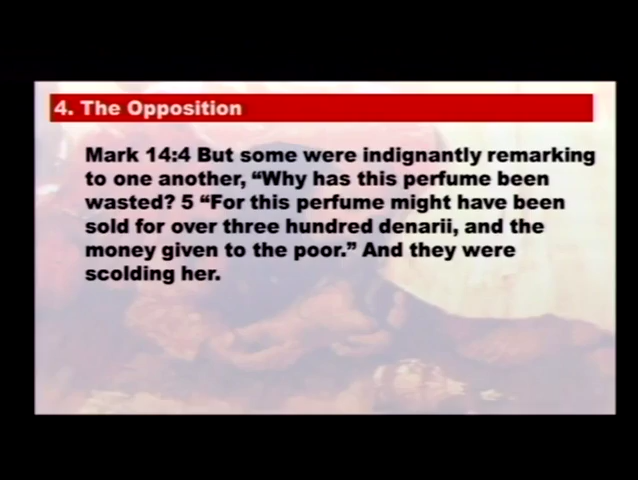 4. The Opposition
Mark 14:4 But some were indignantly remarking
to one another, “Why has this perfume been
wasted? 5 “For this perfume might have been
sold for over three hundred denarii, and the
money given to the poor.” And they were
scolding her.